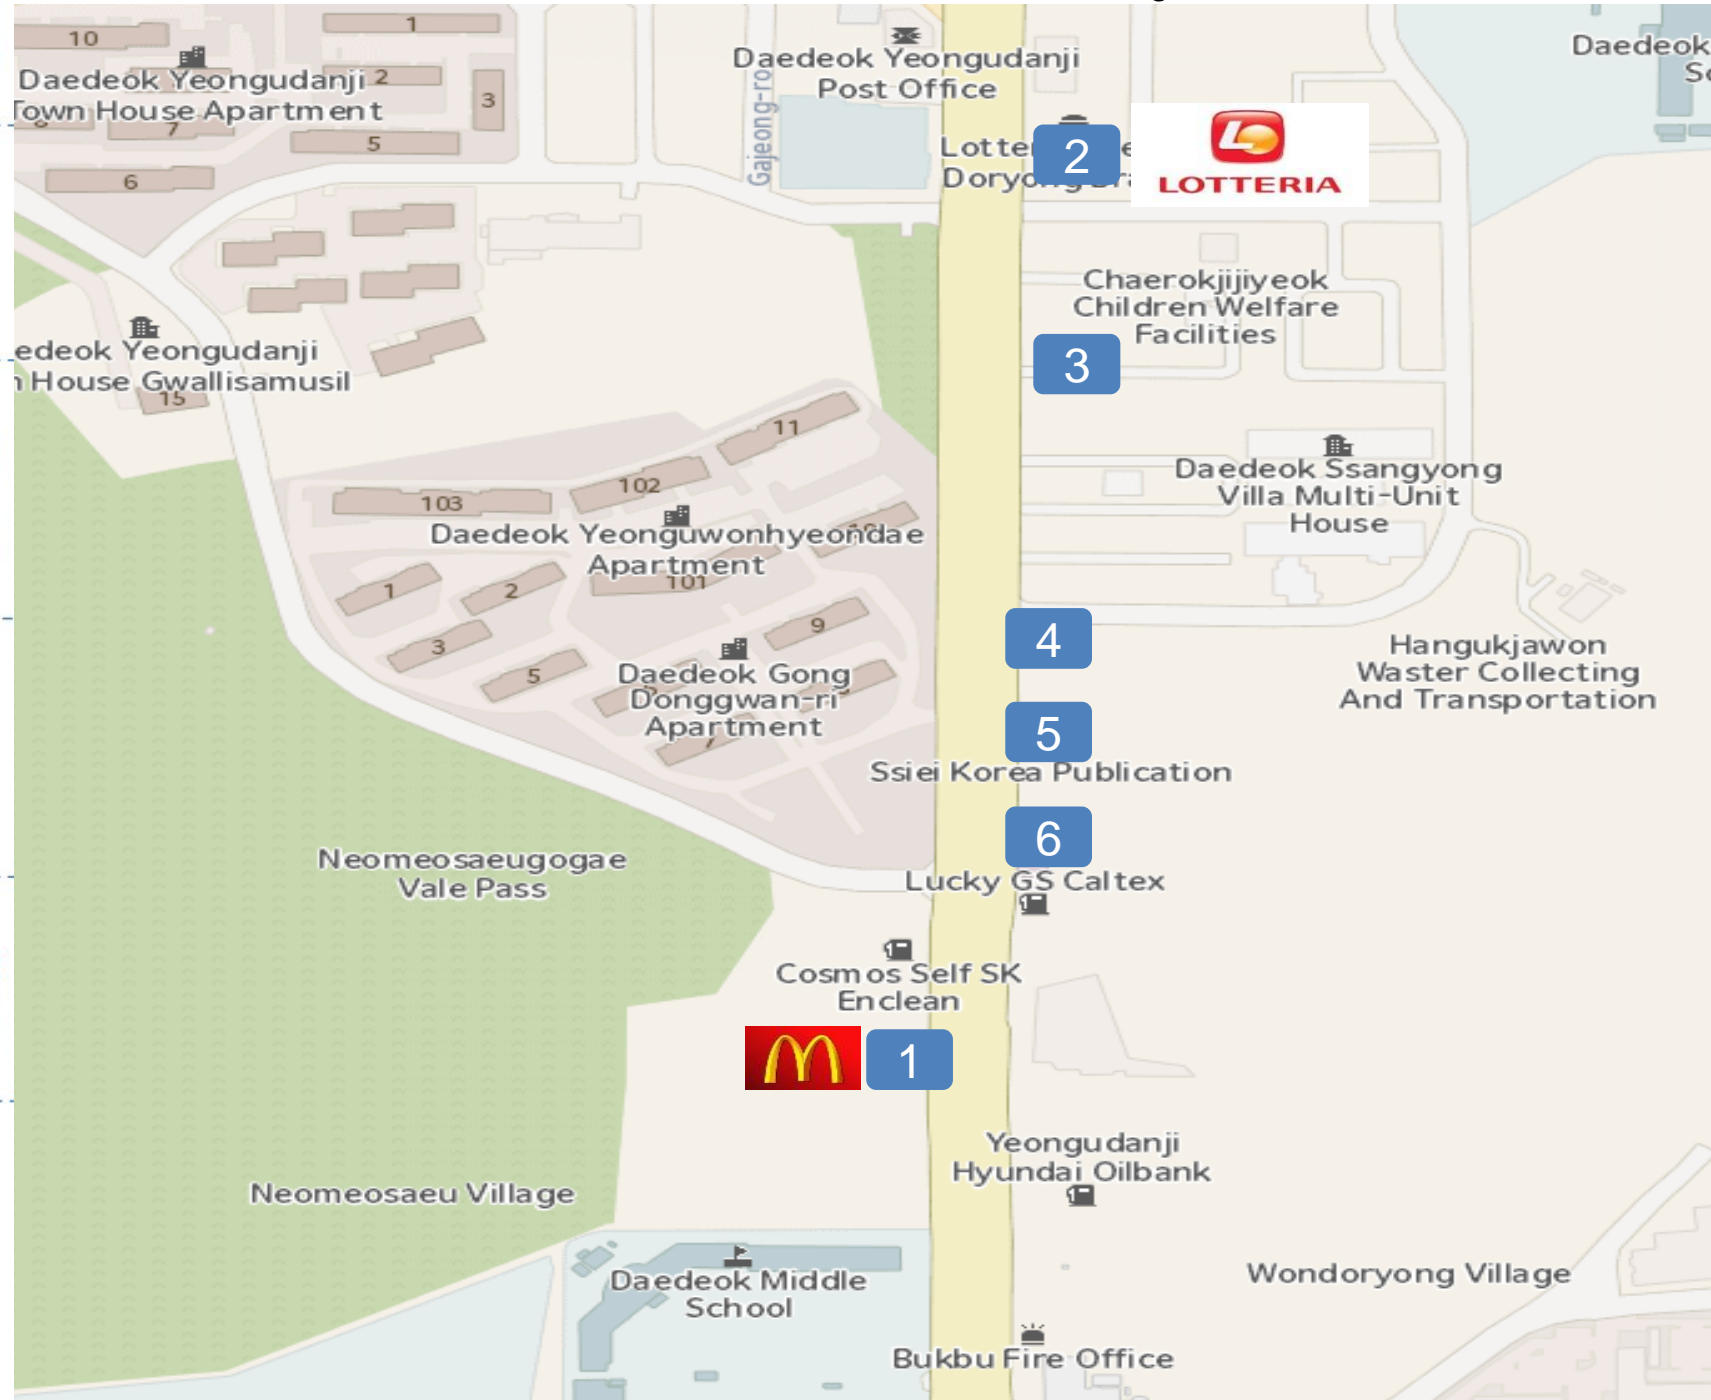 10
1
Daedeok Yeongudanji
Town House Apartment
2
3
7
5
6
Daedeok Yeongudanji
Post Office
Gajeong-ro
Daedeok
2
LOTTERIA
Chaerokjijiyeok
Children Welfare
Facilities
3
edeok Yeongudanji
House Gwallisamusil
15
11
102
103
Daedeok Yeonguwonhyeondae
Apartment
101
1
2
3
5
9
Daedeok Gong
Donggwan-ri
Apartment
7
Daedeok Ssangyong
Villa Multi-Unit
House
4
Hangukjawon
Waster Collecting
And Transportation
5
Ssiei Korea Publication
6
Lucky GS Caltex
Neomeosaeugogae
Vale Pass
Cosmos Self SK
Enclean
1
Yeongudanji
Hyundai Oilbank
Neomeosaeu Village
Daedeok Middle
School
Wondoryong Village
Bukbu Fire Office